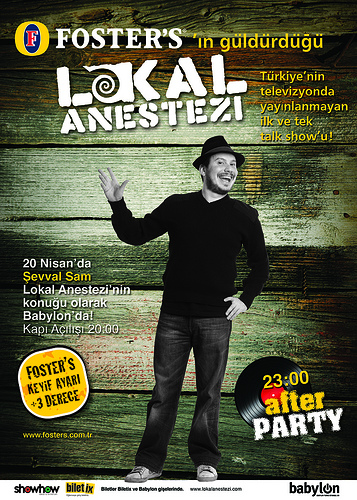 F FOSTER'S 'ın güldürdüğü
LOKAL
ANESTEZI
Türkiye'nin
televizyonda
yayınlanmayan
ilk ve tek
talk show'u!
20 Nisan'da
Şevval Sam
Lokal Anestezi'nin
konuğu olarak
Babylon'da!
Kapı Açılışı 20:00
FOSTER'S
KEYiF AYARI
+3 DERECE
www.fosters.com.tr
23:00
after
PARTY
showhow biletix Biletler Biletix ve Babylon gişelerinde. www.lokalanestezi.com babylon